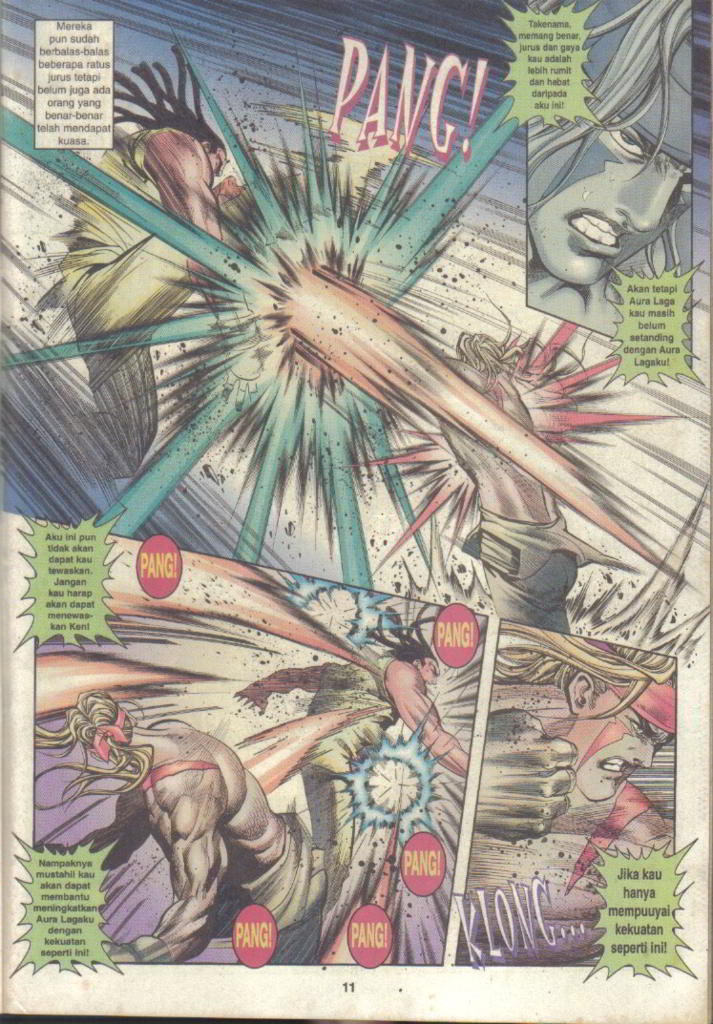 Mereka
pun sudah
berbalas-balas
beberapa ratus
jurus tetapi
belum juga ada
orang yang
benar-benar
telah mendapat
kuasa.
PANG!
Takenama,
memang benar,
jurus dan gaya
kau adalah
lebih rumit
dan hebat
daripada
aku ini!
Akan tetapi
Aura Laga
kau masih
belum
setanding
dengan Aura
Lagaku!
Aku ini pun
tidak akan
dapat kau
tewaskan.
Jangan
kau harap
akan dapat
menewas-
kan Ken!
PANG!
PANG!
Nampaknya
mustahil kau
akan dapat
membantu
meningkatkan
Aura Lagaku
dengan
kekuatan
seperti ini!
PANG!
PANG!
PANG!
KLONG...
Jika kau
hanya
mempuuyai
kekuatan
seperti ini!
11